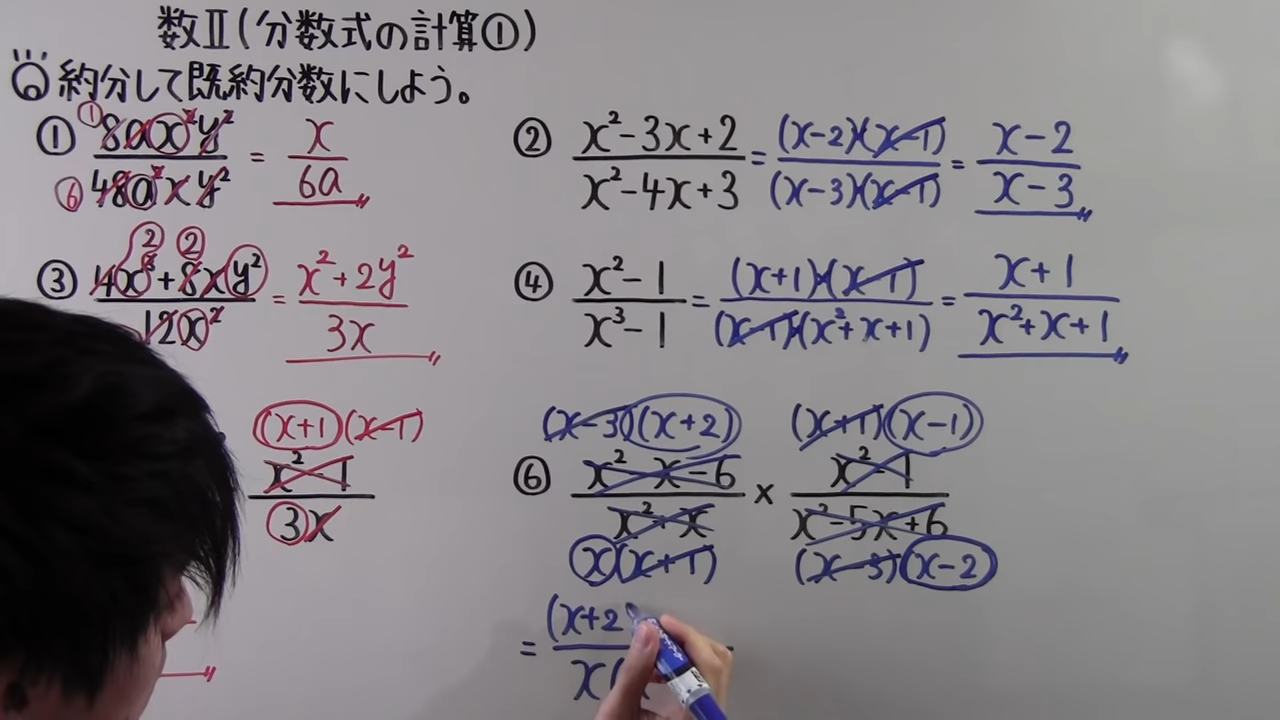 数Ⅱ(分数式の計算①)
約分して既約分数にしよう。
① 8ax²y² / 48a²xy² = x / 6a
① ⑥
② x²-3x+2 / x²-4x+3 = (x-2)(x-1) / (x-3)(x-1) = x-2 / x-3
③ 4x³+8xy² / 12x² = x²+2y² / 3x
2 2
④ x²-1 / x³-1 = (x+1)(x-1) / (x-1)(x²+x+1) = x+1 / x²+x+1
(x+1)(x-1)
x²-1 / 3x
(x-3)(x+2) (x+1)(x-1)
⑥ x²-x-6 / x²+x × x²-1 / x²-5x+6
x(x+1) (x-3)(x-2)
= (x+2 / x(